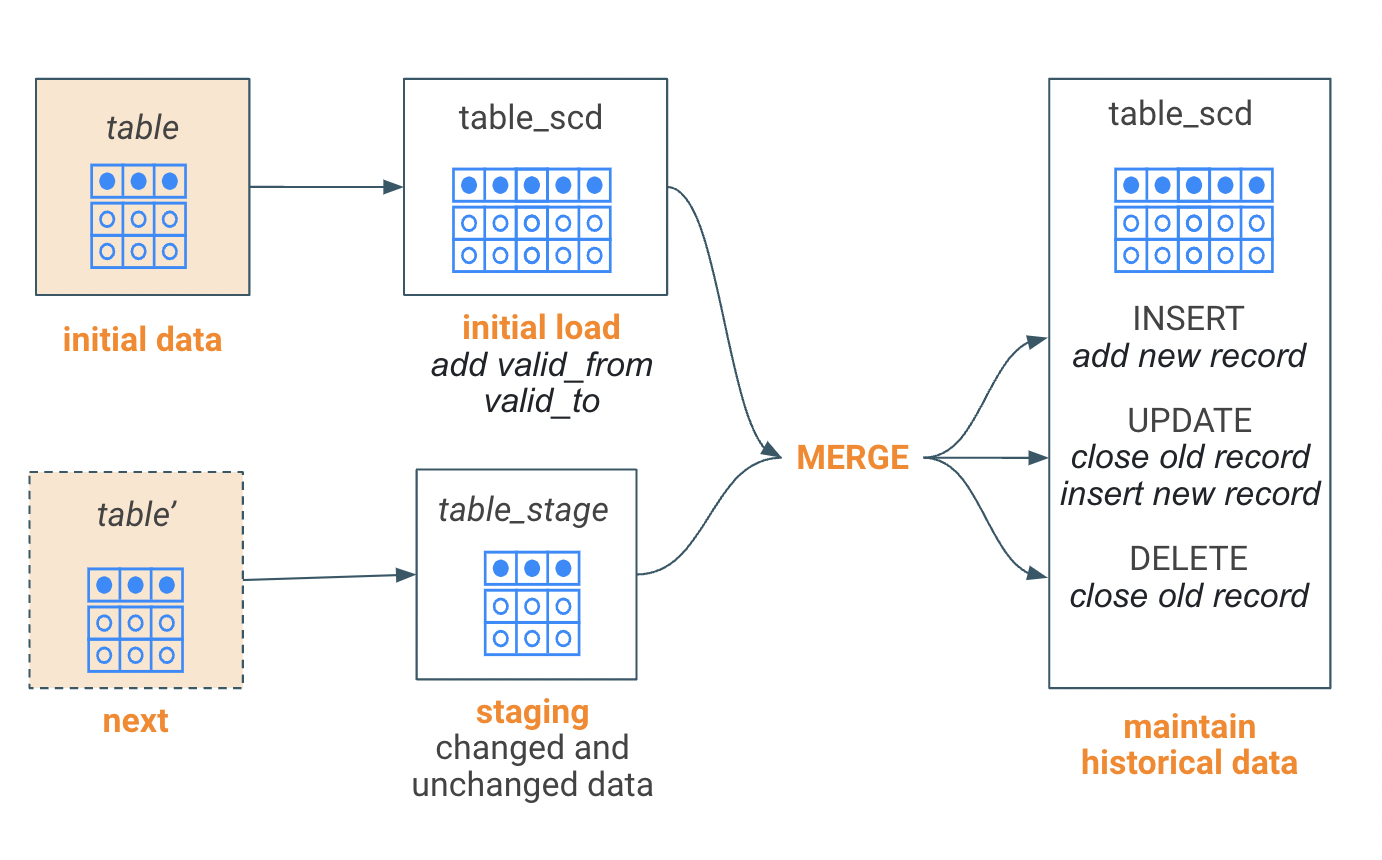 table
initial data
table_scd
initial load
add valid_from
valid_to
table’
next
table_stage
staging
changed and
unchanged data
MERGE
table_scd
INSERT
add new record
UPDATE
close old record
insert new record
DELETE
close old record
maintain
historical data